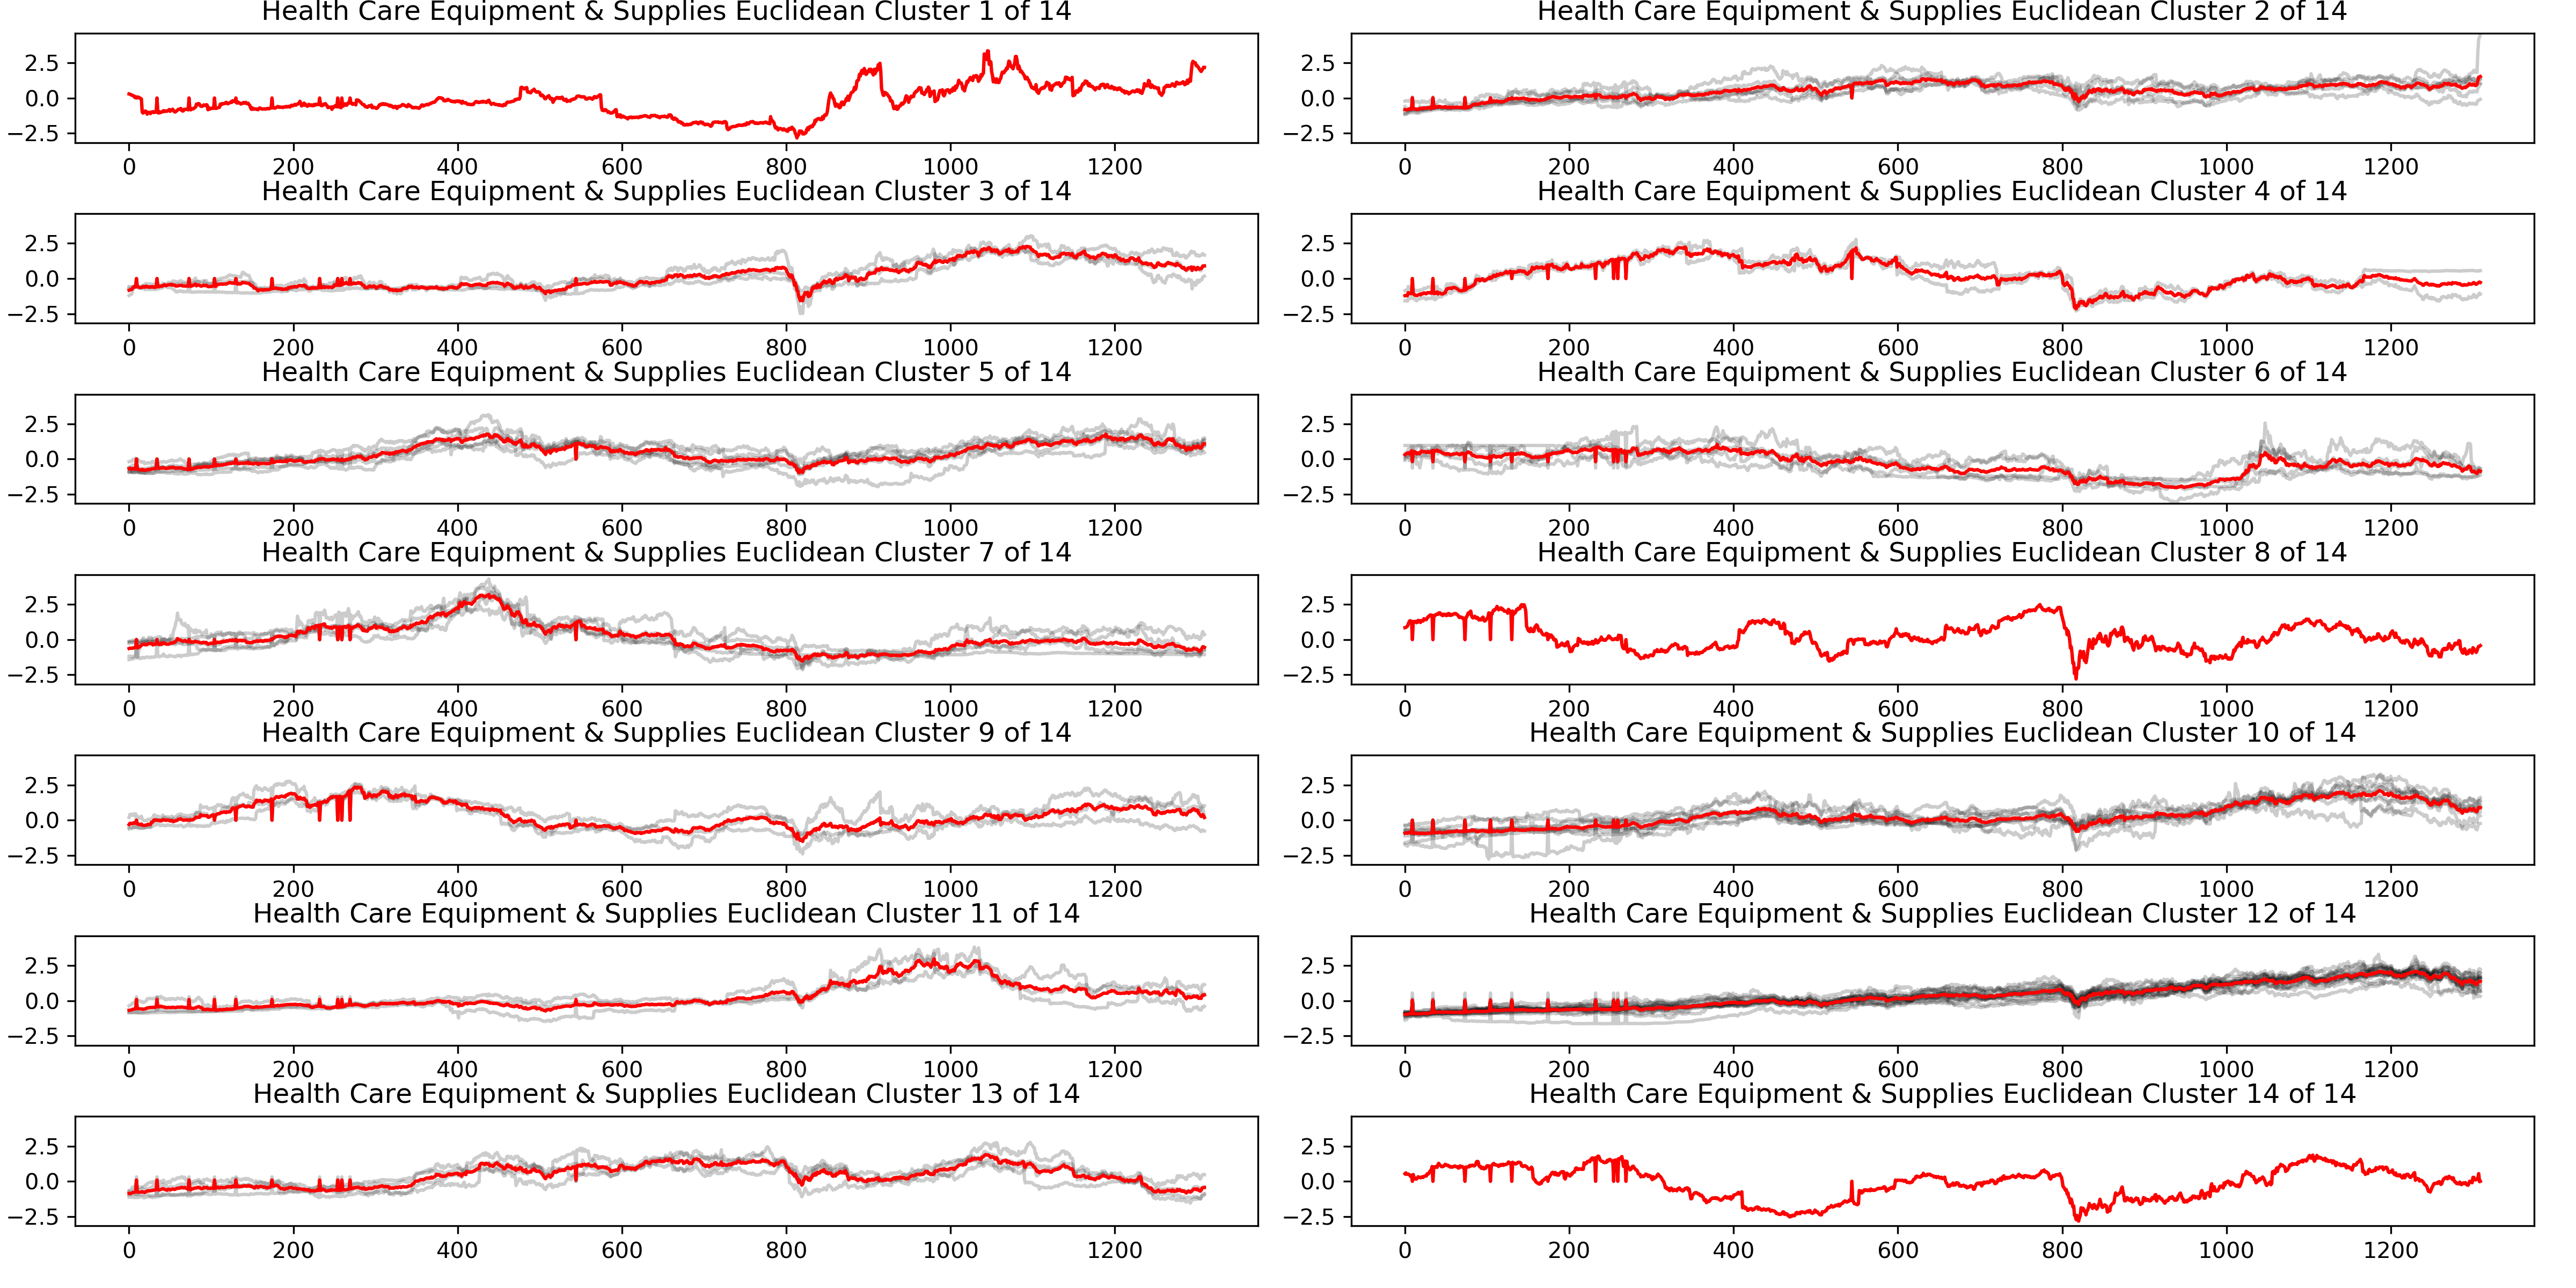 Health Care Equipment & Supplies Euclidean Cluster 1 of 14
2.5
0.0
−2.5
0 200 400 600 800 1000 1200
Health Care Equipment & Supplies Euclidean Cluster 2 of 14
2.5
0.0
−2.5
0 200 400 600 800 1000 1200
Health Care Equipment & Supplies Euclidean Cluster 3 of 14
2.5
0.0
−2.5
0 200 400 600 800 1000 1200
Health Care Equipment & Supplies Euclidean Cluster 4 of 14
2.5
0.0
−2.5
0 200 400 600 800 1000 1200
Health Care Equipment & Supplies Euclidean Cluster 5 of 14
2.5
0.0
−2.5
0 200 400 600 800 1000 1200
Health Care Equipment & Supplies Euclidean Cluster 6 of 14
2.5
0.0
−2.5
0 200 400 600 800 1000 1200
Health Care Equipment & Supplies Euclidean Cluster 7 of 14
2.5
0.0
−2.5
0 200 400 600 800 1000 1200
Health Care Equipment & Supplies Euclidean Cluster 8 of 14
2.5
0.0
−2.5
0 200 400 600 800 1000 1200
Health Care Equipment & Supplies Euclidean Cluster 9 of 14
2.5
0.0
−2.5
0 200 400 600 800 1000 1200
Health Care Equipment & Supplies Euclidean Cluster 10 of 14
2.5
0.0
−2.5
0 200 400 600 800 1000 1200
Health Care Equipment & Supplies Euclidean Cluster 11 of 14
2.5
0.0
−2.5
0 200 400 600 800 1000 1200
Health Care Equipment & Supplies Euclidean Cluster 12 of 14
2.5
0.0
−2.5
0 200 400 600 800 1000 1200
Health Care Equipment & Supplies Euclidean Cluster 13 of 14
2.5
0.0
−2.5
0 200 400 600 800 1000 1200
Health Care Equipment & Supplies Euclidean Cluster 14 of 14
2.5
0.0
−2.5
0 200 400 600 800 1000 1200